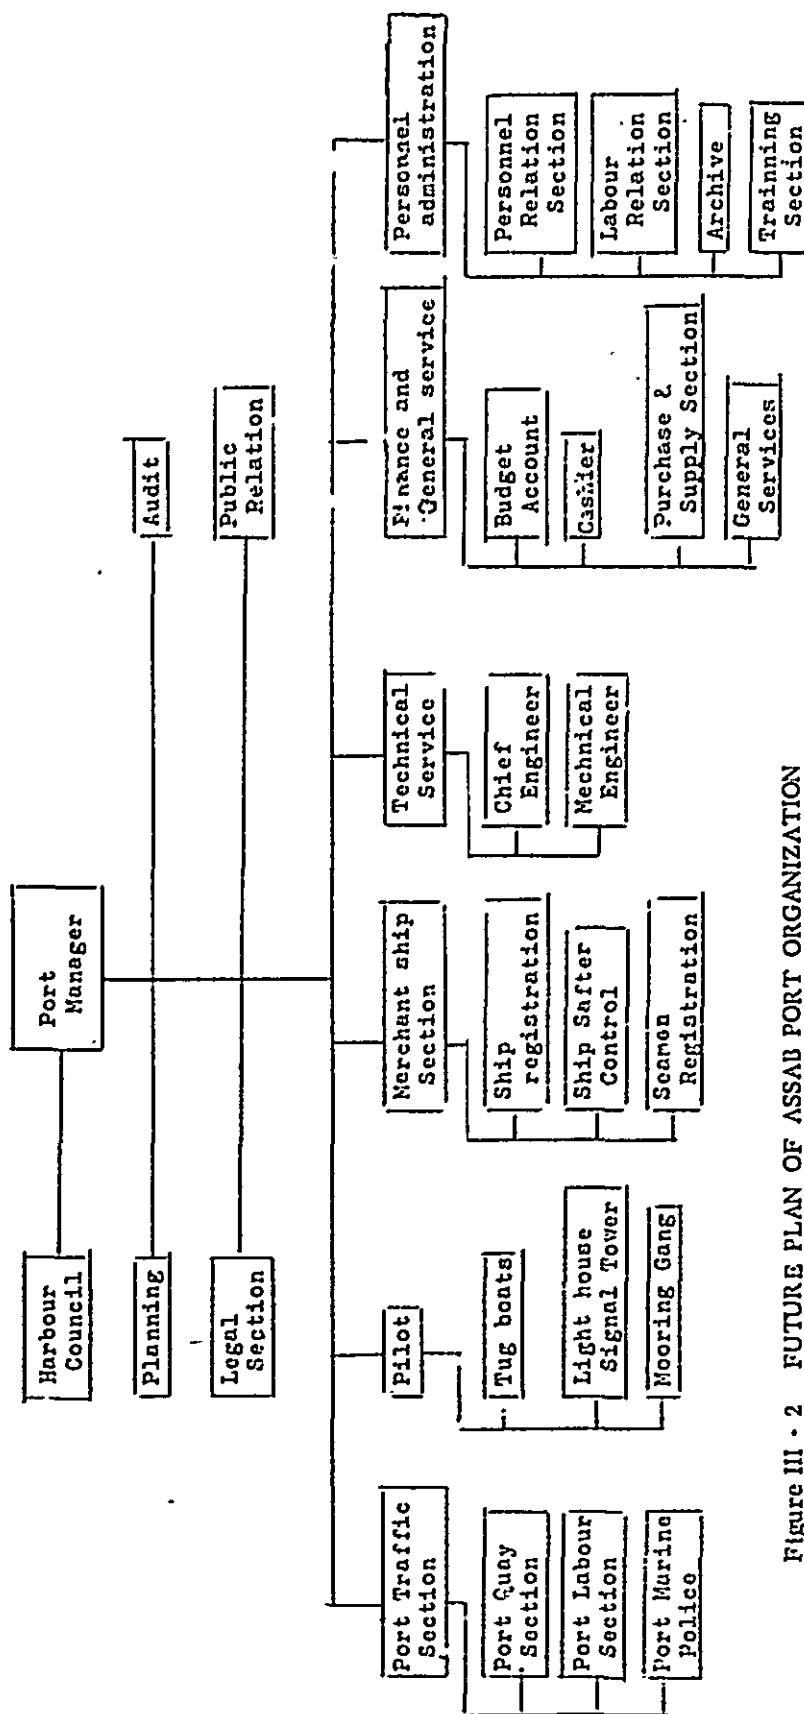 Port
Manager
Harbour
Council
Planning
Audit
Legal
Section
Public
Relation
Port Traffic
Section
Port Quay
Section
Port Labour
Section
Port Marine
Police
Pilot
Tug boats
Light house
Signal Tower
Mooring Gang
Merchant ship
Section
Ship
registration
Ship Safter
Control
Seamen
Registration
Technical
Service
Chief
Engineer
Mechnical
Engineer
Finance and
General service
Budget
Account
Cashier
Purchase &
Supply Section
General
Services
Personnel
administration
Personnel
Relation
Section
Labour
Relation
Section
Archive
Trainning
Section
Figure III - 2 FUTURE PLAN OF ASSAB PORT ORGANIZATION